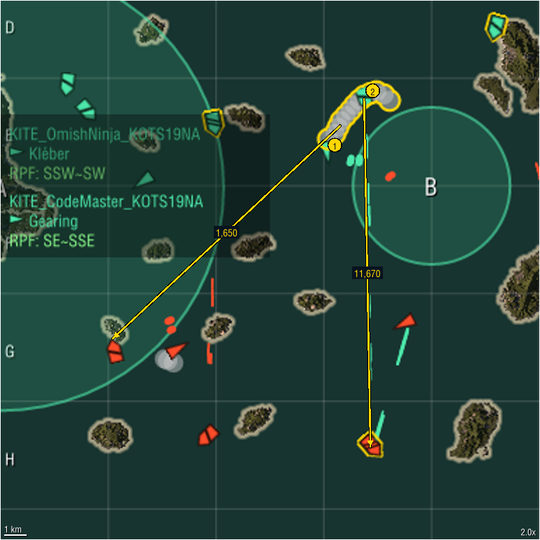 D
2
1
KITE_OmishNinja_KOTS19NA
Kléber
RPF: SSW~SW
A
B
KITE_CodeMaster_KOTS19NA
Gearing
RPF: SE~SSE
1,650
11,670
G
H
1 km
2.0x